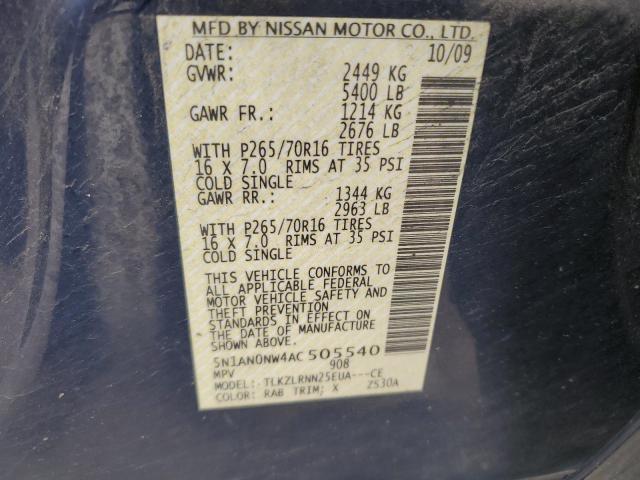 MFD BY NISSAN MOTOR CO., LTD.
DATE: 10/09
GVWR: 2449 KG
5400 LB
GAWR FR.: 1214 KG
2676 LB
WITH P265/70R16 TIRES
16 X 7.0 RIMS AT 35 PSI
COLD SINGLE
GAWR RR.: 1344 KG
2963 LB
WITH P265/70R16 TIRES
16 X 7.0 RIMS AT 35 PSI
COLD SINGLE
THIS VEHICLE CONFORMS TO
ALL APPLICABLE FEDERAL
MOTOR VEHICLE SAFETY AND
THEFT PREVENTION
STANDARDS IN EFFECT ON
THE DATE OF MANUFACTURE
SHOWN ABOVE.
5N1AN0NW4AC505540
MPV 908
MODEL: TLKZLRNN25EUA---CE
COLOR: RAB TRIM; X ZS30A